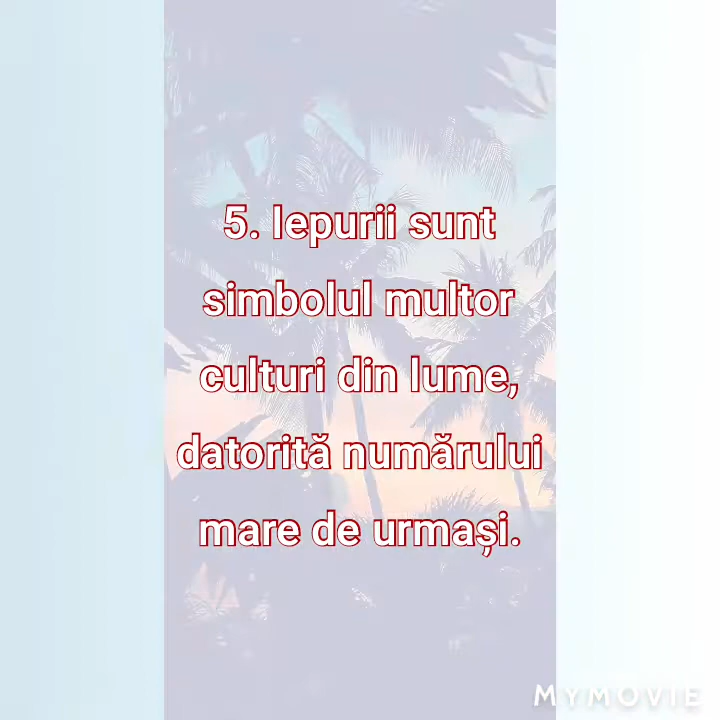 5. Iepurii sunt
simbolul multor
culturi din lume,
datorită numărului
mare de urmași.
MYMOVIE